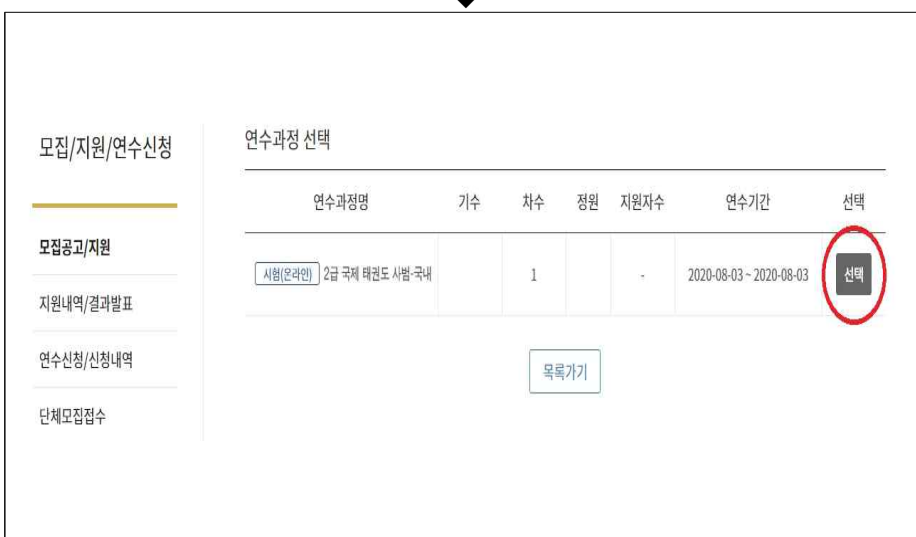 모집/지원/연수신청
모집공고/지원
지원내역/결과발표
연수신청/신청내역
단체모집접수
연수과정 선택
연수과정명 기수 차수 정원 지원자수 연수기간 선택
시험(온라인) 2급 국제 태권도 사범-국내 1 - 2020-08-03 ~ 2020-08-03 선택
목록가기